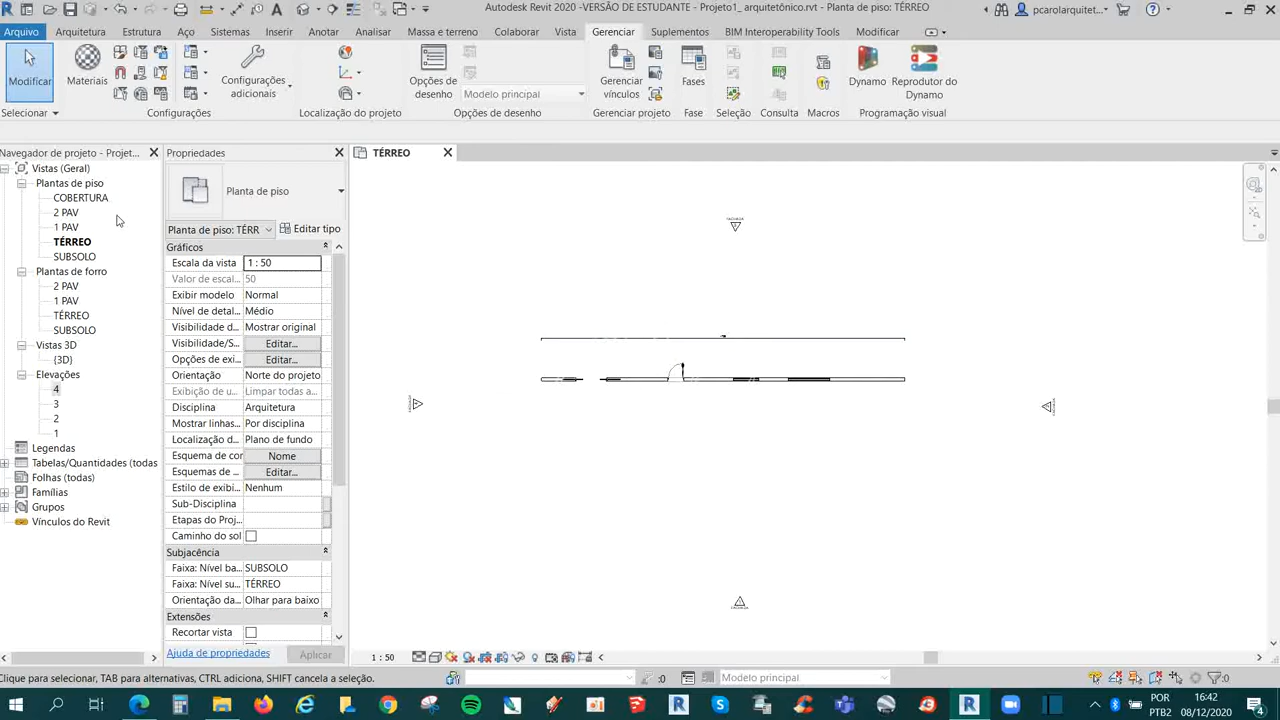 Autodesk Revit 2020 -VERSÃO DE ESTUDANTE - Projeto1_ arquitetônico.rvt - Planta de piso: TÉRREO
pcarolarquitet...
Arquivo Arquitetura Estrutura Aço Sistemas Inserir Anotar Analisar Massa e terreno Colaborar Vista Gerenciar Suplementos BIM Interoperability Tools Modificar
Modificar
Materiais
Configurações adicionais
Opções de desenho
Modelo principal
Gerenciar vínculos
Fases
Dynamo
Reprodutor do Dynamo
Selecionar Configurações Localização do projeto Opções de desenho Gerenciar projeto Fase Seleção Consulta Macros Programação visual
Navegador de projeto - Projet...
Vistas (Geral)
Plantas de piso
COBERTURA
2 PAV
1 PAV
TÉRREO
SUBSOLO
Plantas de forro
2 PAV
1 PAV
TÉRREO
SUBSOLO
Vistas 3D
{3D}
Elevações
4
3
2
1
Legendas
Tabelas/Quantidades (todas
Folhas (todas)
Famílias
Grupos
Vínculos do Revit
Propriedades
Planta de piso
Planta de piso: TÉRR Editar tipo
Gráficos
Escala da vista 1 : 50
Valor de escal... 50
Exibir modelo Normal
Nível de detal... Médio
Visibilidade d... Mostrar original
Visibilidade/S... Editar...
Opções de exi... Editar...
Orientação Norte do projeto
Exibição de u... Limpar todas a...
Disciplina Arquitetura
Mostrar linhas... Por disciplina
Localização d... Plano de fundo
Esquema de cor Nome
Esquemas de ... Editar...
Estilo de exibi... Nenhum
Sub-Disciplina
Etapas do Proj...
Caminho do sol
Subjacência
Faixa: Nível ba... SUBSOLO
Faixa: Nível su... TÉRREO
Orientação da... Olhar para baixo
Extensões
Recortar vista
Ajuda de propriedades Aplicar
TÉRREO
1 : 50
Clique para selecionar, TAB para alternativas, CTRL adiciona, SHIFT cancela a seleção.
:0
Modelo principal
:0
POR
PTB2
16:42
08/12/2020
4